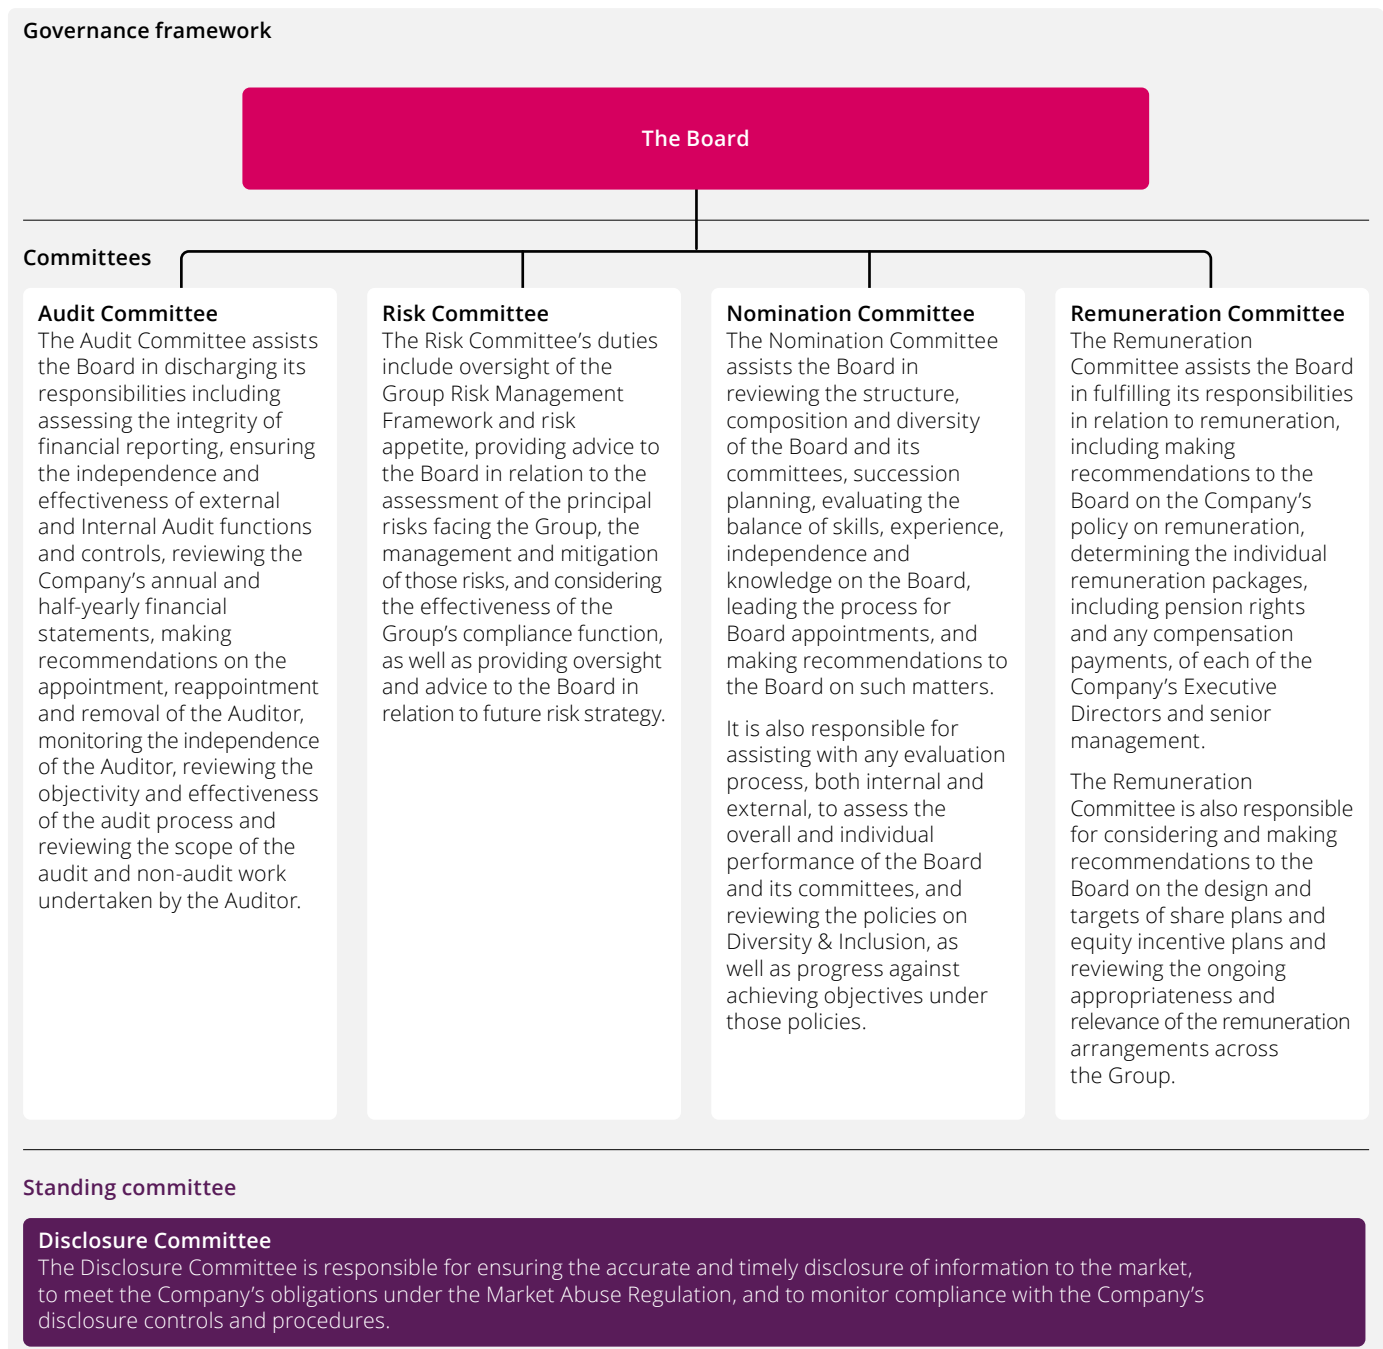 Governance framework
The Board
Committees
Audit Committee
The Audit Committee assists
the Board in discharging its
responsibilities including
assessing the integrity of
financial reporting, ensuring
the independence and
effectiveness of external
and Internal Audit functions
and controls, reviewing the
Company’s annual and
half-yearly financial
statements, making
recommendations on the
appointment, reappointment
and removal of the Auditor,
monitoring the independence
of the Auditor, reviewing the
objectivity and effectiveness
of the audit process and
reviewing the scope of the
audit and non-audit work
undertaken by the Auditor.
Risk Committee
The Risk Committee’s duties
include oversight of the
Group Risk Management
Framework and risk
appetite, providing advice to
the Board in relation to the
assessment of the principal
risks facing the Group, the
management and mitigation
of those risks, and considering
the effectiveness of the
Group’s compliance function,
as well as providing oversight
and advice to the Board in
relation to future risk strategy.
Nomination Committee
The Nomination Committee
assists the Board in
reviewing the structure,
composition and diversity
of the Board and its
committees, succession
planning, evaluating the
balance of skills, experience,
independence and
knowledge on the Board,
leading the process for
Board appointments, and
making recommendations to
the Board on such matters.
It is also responsible for
assisting with any evaluation
process, both internal and
external, to assess the
overall and individual
performance of the Board
and its committees, and
reviewing the policies on
Diversity & Inclusion, as
well as progress against
achieving objectives under
those policies.
Remuneration Committee
The Remuneration
Committee assists the Board
in fulfilling its responsibilities
in relation to remuneration,
including making
recommendations to the
Board on the Company’s
policy on remuneration,
determining the individual
remuneration packages,
including pension rights
and any compensation
payments, of each of the
Company’s Executive
Directors and senior
management.
The Remuneration
Committee is also responsible
for considering and making
recommendations to the
Board on the design and
targets of share plans and
equity incentive plans and
reviewing the ongoing
appropriateness and
relevance of the remuneration
arrangements across
the Group.
Standing committee
Disclosure Committee
The Disclosure Committee is responsible for ensuring the accurate and timely disclosure of information to the market,
to meet the Company’s obligations under the Market Abuse Regulation, and to monitor compliance with the Company’s
disclosure controls and procedures.